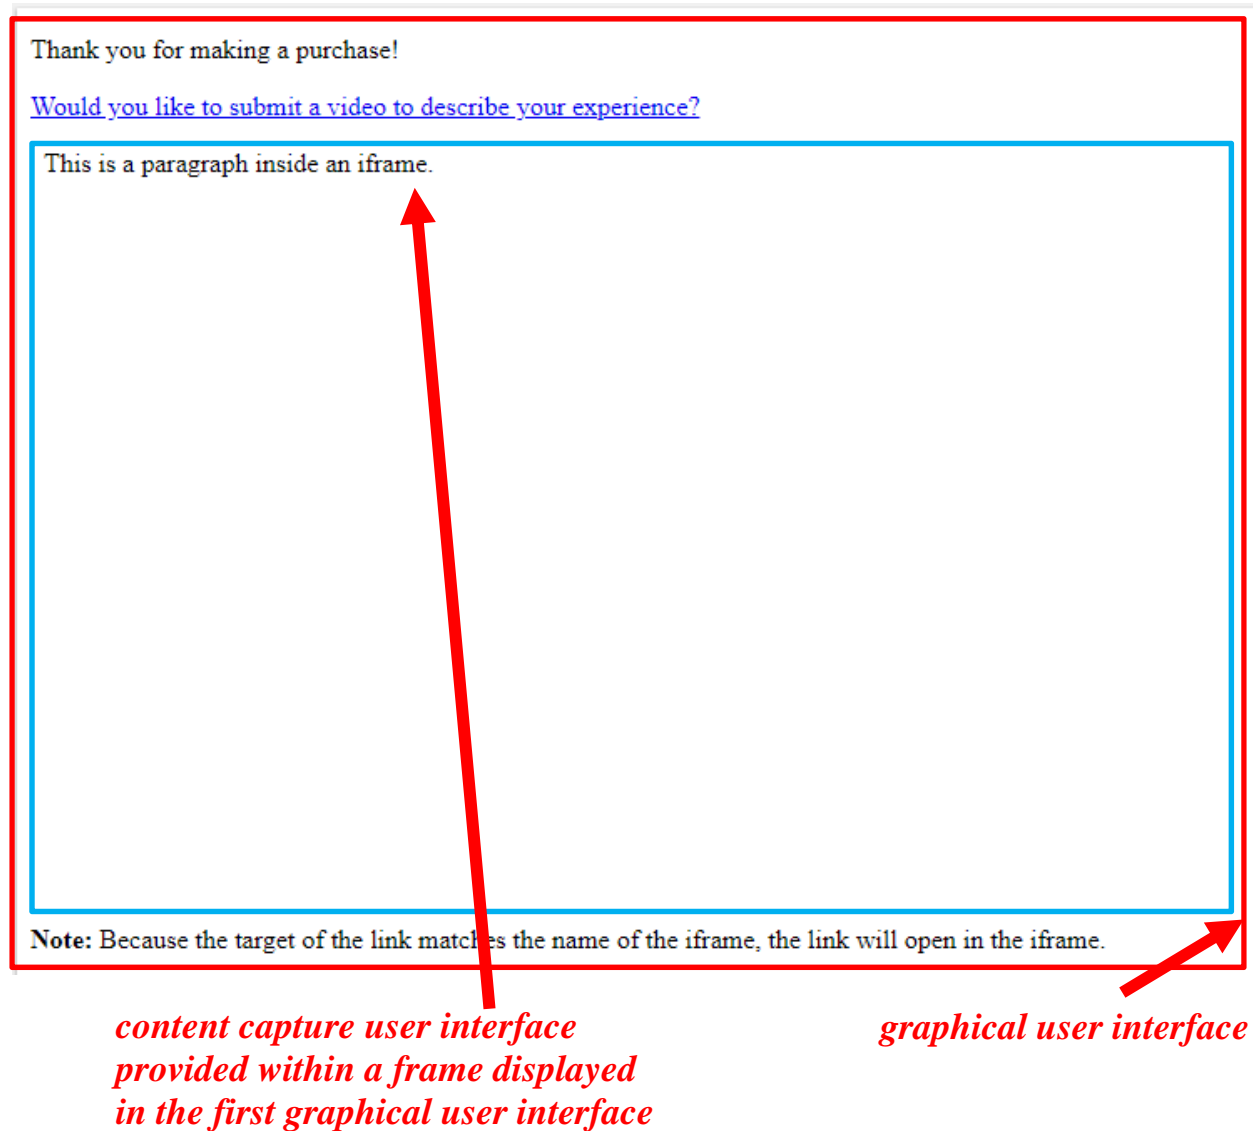 Thank you for making a purchase!
Would you like to submit a video to describe your experience?
This is a paragraph inside an iframe.
Note: Because the target of the link matches the name of the iframe, the link will open in the iframe.
content capture user interface
provided within a frame displayed
in the first graphical user interface
graphical user interface